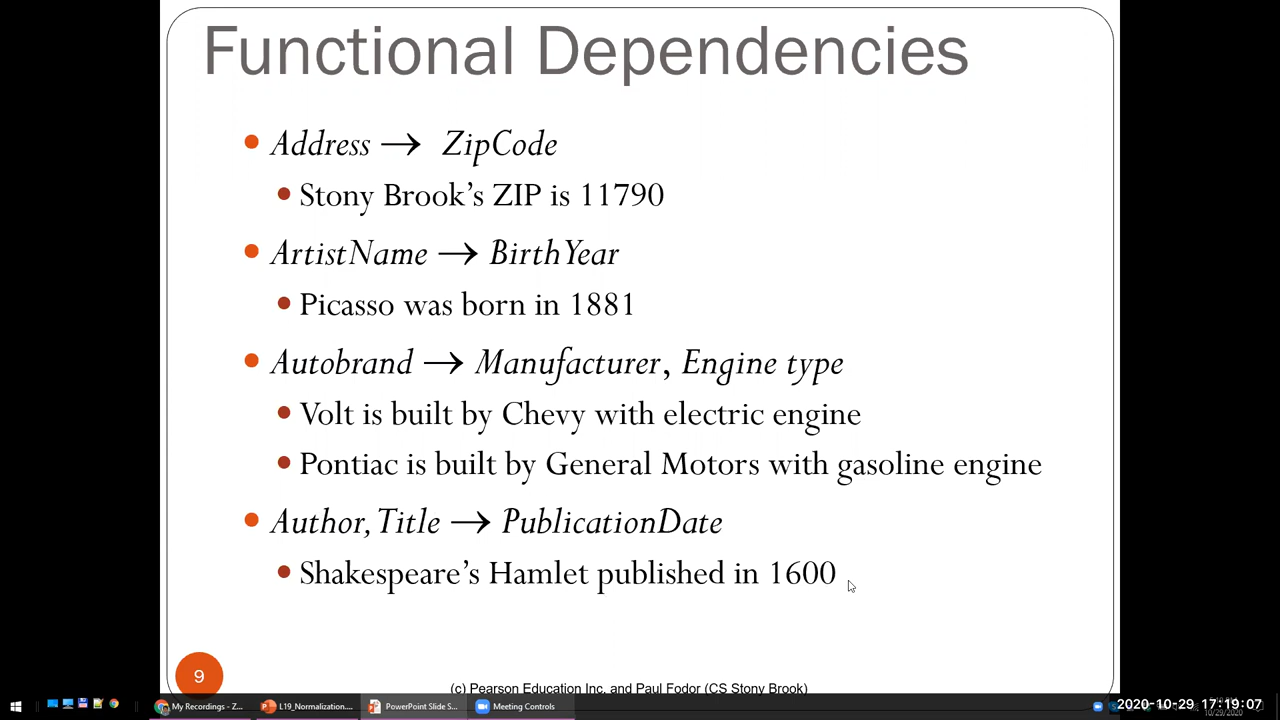 Functional Dependencies
Address → ZipCode
Stony Brook’s ZIP is 11790
ArtistName → BirthYear
Picasso was born in 1881
Autobrand → Manufacturer, Engine type
Volt is built by Chevy with electric engine
Pontiac is built by General Motors with gasoline engine
Author, Title → PublicationDate
Shakespeare’s Hamlet published in 1600
9
(c) Pearson Education Inc. and Paul Fodor (CS Stony Brook)
My Recordings - Z... L19_Normalization.... PowerPoint Slide S... Meeting Controls 2020-10-29 17:19:07